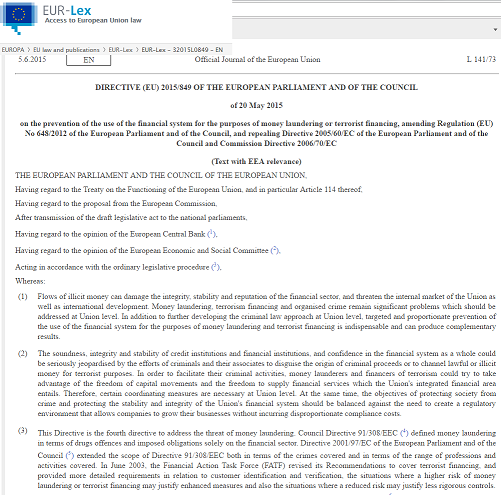 EUR-Lex
Access to European Union law
EUROPA > EU law and publications > EUR-Lex > EUR-Lex - 32015L0849 - EN
5.6.2015 EN Official Journal of the European Union L 141/73
DIRECTIVE (EU) 2015/849 OF THE EUROPEAN PARLIAMENT AND OF THE COUNCIL
of 20 May 2015
on the prevention of the use of the financial system for the purposes of money laundering or terrorist financing, amending Regulation (EU)
No 648/2012 of the European Parliament and of the Council, and repealing Directive 2005/60/EC of the European Parliament and of the
Council and Commission Directive 2006/70/EC
(Text with EEA relevance)
THE EUROPEAN PARLIAMENT AND THE COUNCIL OF THE EUROPEAN UNION,
Having regard to the Treaty on the Functioning of the European Union, and in particular Article 114 thereof,
Having regard to the proposal from the European Commission,
After transmission of the draft legislative act to the national parliaments,
Having regard to the opinion of the European Central Bank (1),
Having regard to the opinion of the European Economic and Social Committee (2),
Acting in accordance with the ordinary legislative procedure (3),
Whereas:
(1) Flows of illicit money can damage the integrity, stability and reputation of the financial sector, and threaten the internal market of the Union as
well as international development. Money laundering, terrorism financing and organised crime remain significant problems which should be
addressed at Union level. In addition to further developing the criminal law approach at Union level, targeted and proportionate prevention of
the use of the financial system for the purposes of money laundering and terrorist financing is indispensable and can produce complementary
results.
(2) The soundness, integrity and stability of credit institutions and financial institutions, and confidence in the financial system as a whole could
be seriously jeopardised by the efforts of criminals and their associates to disguise the origin of criminal proceeds or to channel lawful or illicit
money for terrorist purposes. In order to facilitate their criminal activities, money launderers and financers of terrorism could try to take
advantage of the freedom of capital movements and the freedom to supply financial services which the Union's integrated financial area
entails. Therefore, certain coordinating measures are necessary at Union level. At the same time, the objectives of protecting society from
crime and protecting the stability and integrity of the Union's financial system should be balanced against the need to create a regulatory
environment that allows companies to grow their businesses without incurring disproportionate compliance costs.
(3) This Directive is the fourth directive to address the threat of money laundering. Council Directive 91/308/EEC (4) defined money laundering
in terms of drugs offences and imposed obligations solely on the financial sector. Directive 2001/97/EC of the European Parliament and of the
Council (5) extended the scope of Directive 91/308/EEC both in terms of the crimes covered and in terms of the range of professions and
activities covered. In June 2003, the Financial Action Task Force (FATF) revised its Recommendations to cover terrorist financing, and
provided more detailed requirements in relation to customer identification and verification, the situations where a higher risk of money
laundering or terrorist financing may justify enhanced measures and also the situations where a reduced risk may justify less rigorous controls.